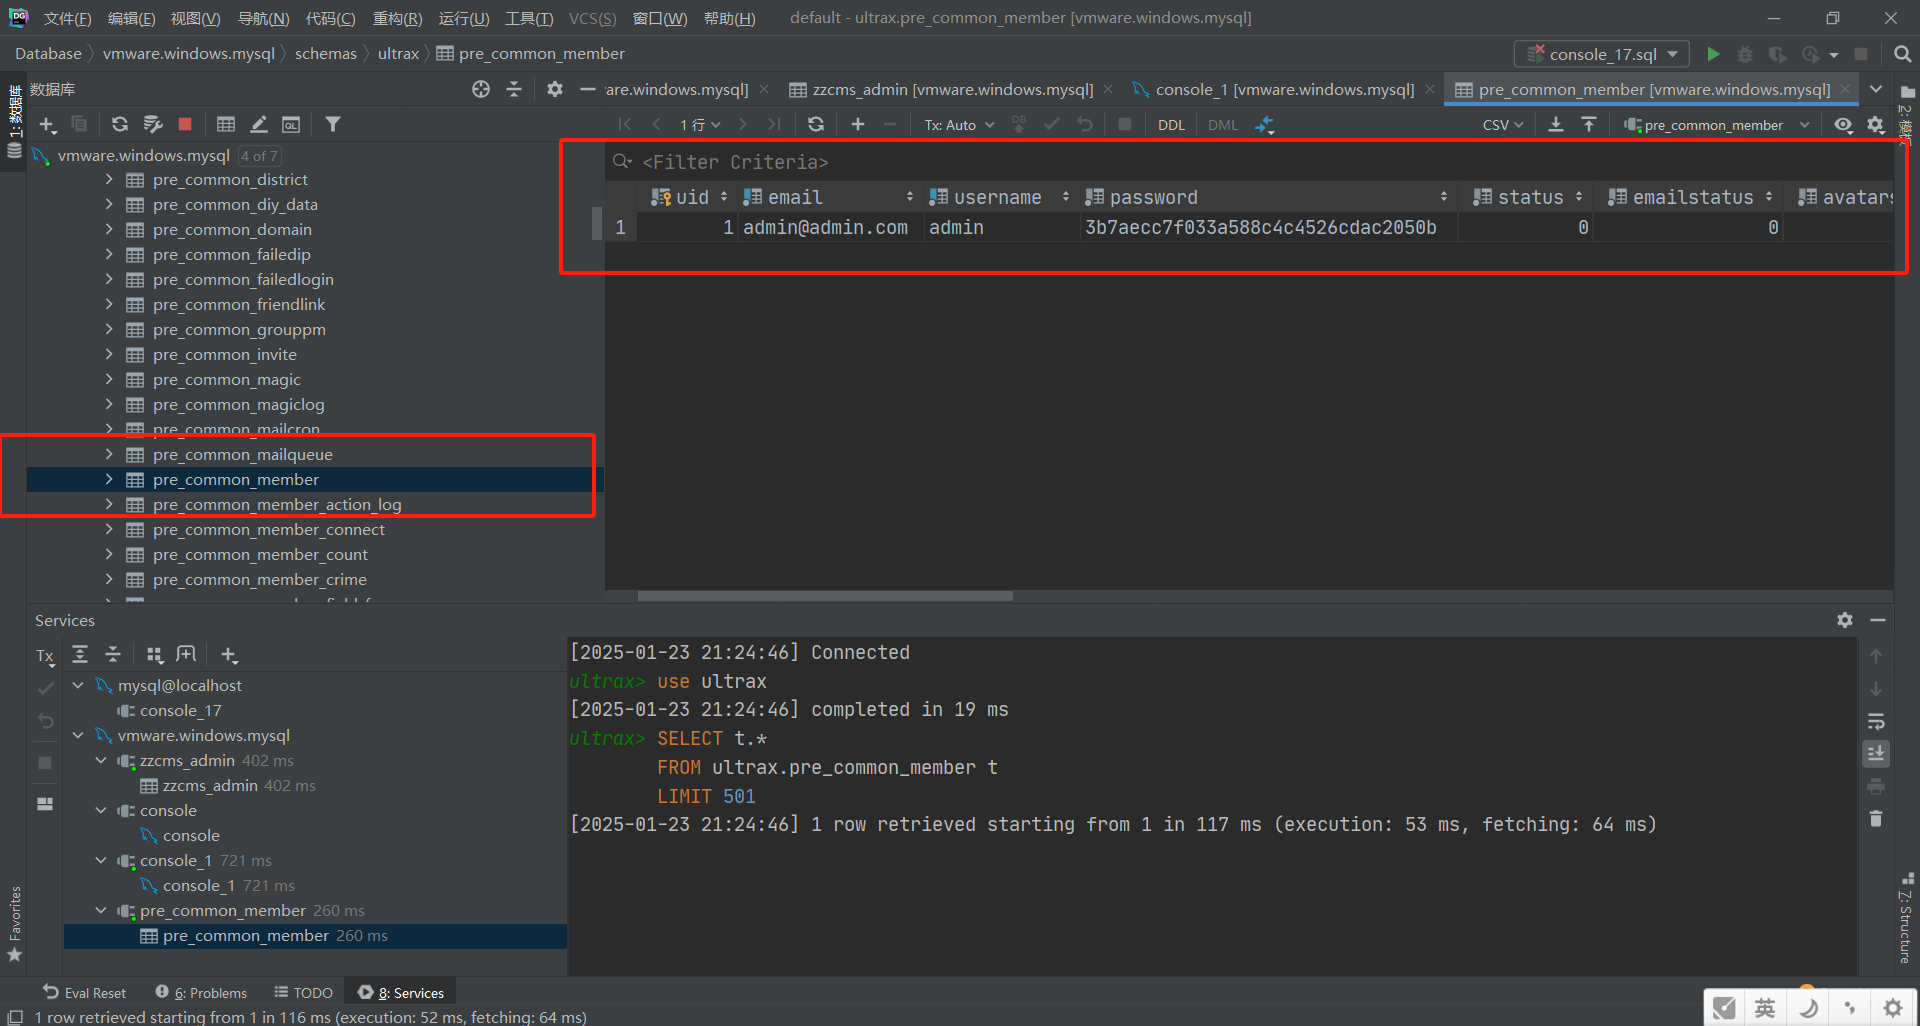 文件(F) 编辑(E) 视图(V) 导航(N) 代码(C) 重构(R) 运行(U) 工具(T) VCS(S) 窗口(W) 帮助(H) default - ultrax.pre_common_member [vmware.windows.mysql]
Database vmware.windows.mysql schemas ultrax pre_common_member console_17.sql
1: 数据库
数据库
are.windows.mysql] zzcms_admin [vmware.windows.mysql] console_1 [vmware.windows.mysql] pre_common_member [vmware.windows.mysql]
1 行 Tx: Auto DB DDL DML CSV pre_common_member
vmware.windows.mysql 4 of 7
pre_common_district
pre_common_diy_data
pre_common_domain
pre_common_failedip
pre_common_failedlogin
pre_common_friendlink
pre_common_grouppm
pre_common_invite
pre_common_magic
pre_common_magiclog
pre_common_mailcron
pre_common_mailqueue
pre_common_member
pre_common_member_action_log
pre_common_member_connect
pre_common_member_count
pre_common_member_crime
<Filter Criteria>
uid email username password status emailstatus avatars
1 1 admin@admin.com admin 3b7aecc7f033a588c4c4526cdac2050b 0 0
Services
Tx
mysql@localhost
console_17
vmware.windows.mysql
zzcms_admin 402 ms
zzcms_admin 402 ms
console
console
console_1 721 ms
console_1 721 ms
pre_common_member 260 ms
pre_common_member 260 ms
[2025-01-23 21:24:46] Connected
ultrax> use ultrax
[2025-01-23 21:24:46] completed in 19 ms
ultrax> SELECT t.*
FROM ultrax.pre_common_member t
LIMIT 501
[2025-01-23 21:24:46] 1 row retrieved starting from 1 in 117 ms (execution: 53 ms, fetching: 64 ms)
Favorites
Z: Structure
Eval Reset 6: Problems TODO 8: Services
1 row retrieved starting from 1 in 116 ms (execution: 52 ms, fetching: 64 ms)
英